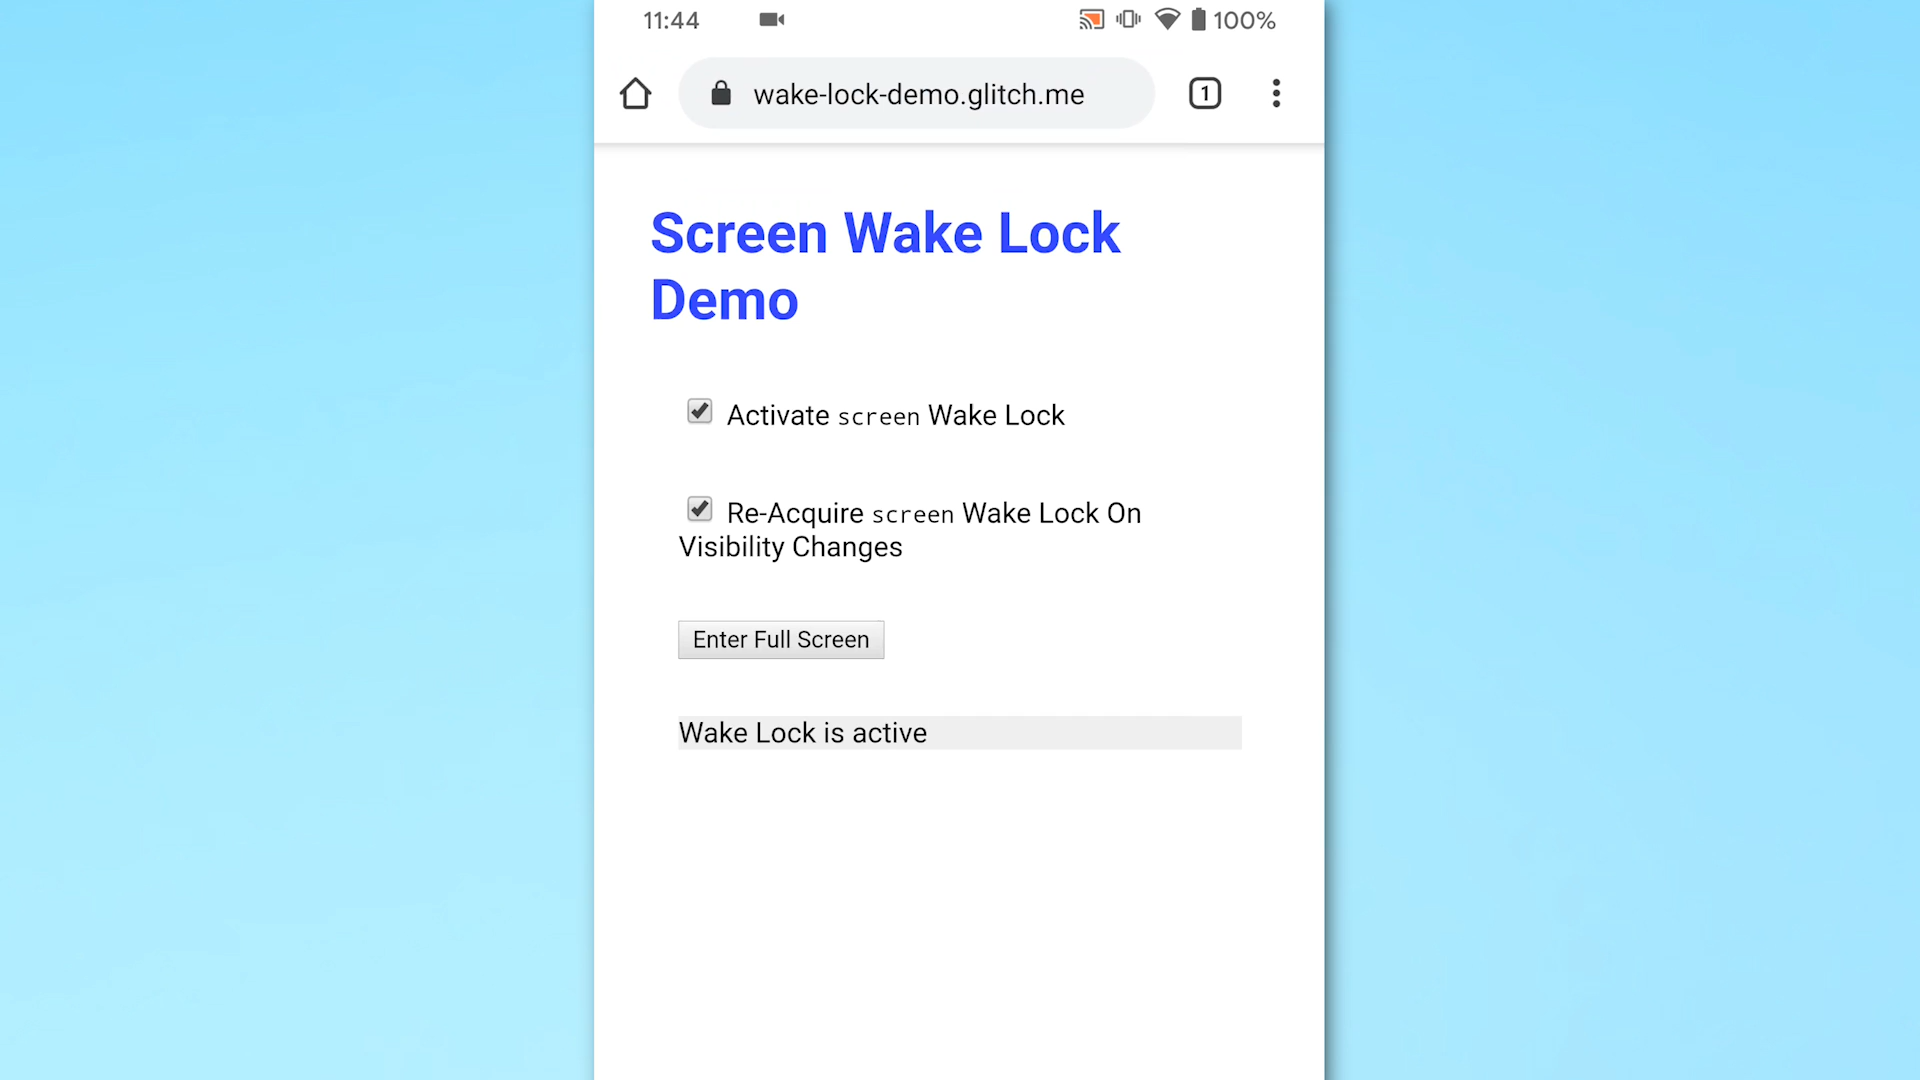 11:44
100%
wake-lock-demo.glitch.me
1
Screen Wake Lock
Demo
Activate screen Wake Lock
Re-Acquire screen Wake Lock On
Visibility Changes
Enter Full Screen
Wake Lock is active